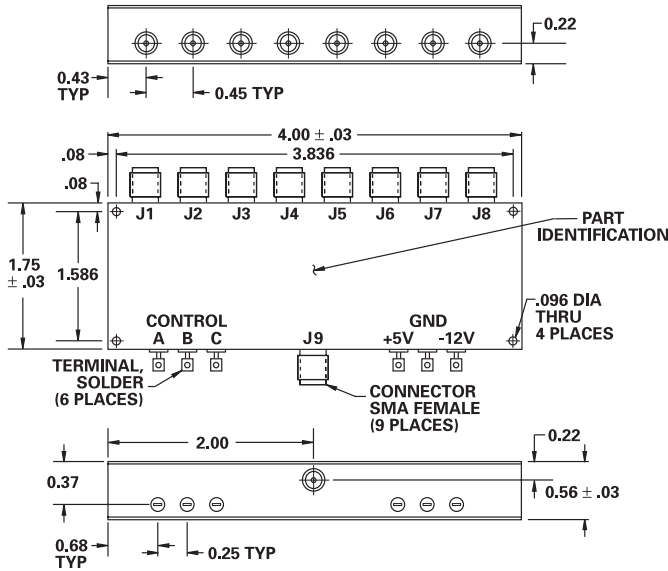 0.22
0.43
TYP
0.45 TYP
4.00 ± .03
.08
3.836
.08
J1 J2 J3 J4 J5 J6 J7 J8
PART
IDENTIFICATION
1.75
± .03
1.586
.096 DIA
THRU
4 PLACES
CONTROL
A B C
J9
GND
+5V -12V
TERMINAL,
SOLDER
(6 PLACES)
CONNECTOR
SMA FEMALE
(9 PLACES)
2.00
0.22
0.37
0.56 ± .03
0.68
TYP
0.25 TYP